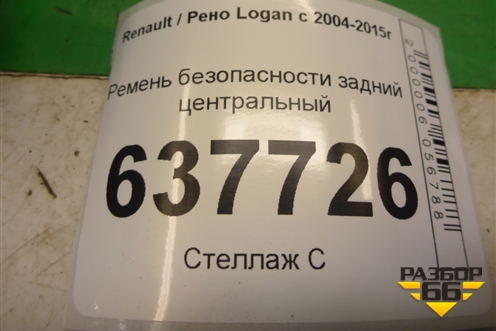 Renault / Рено Logan с 2004-2015г
Ремень безопасности задний
центральный
637726
Стеллаж С
2000006056788
РАЗБОР
66